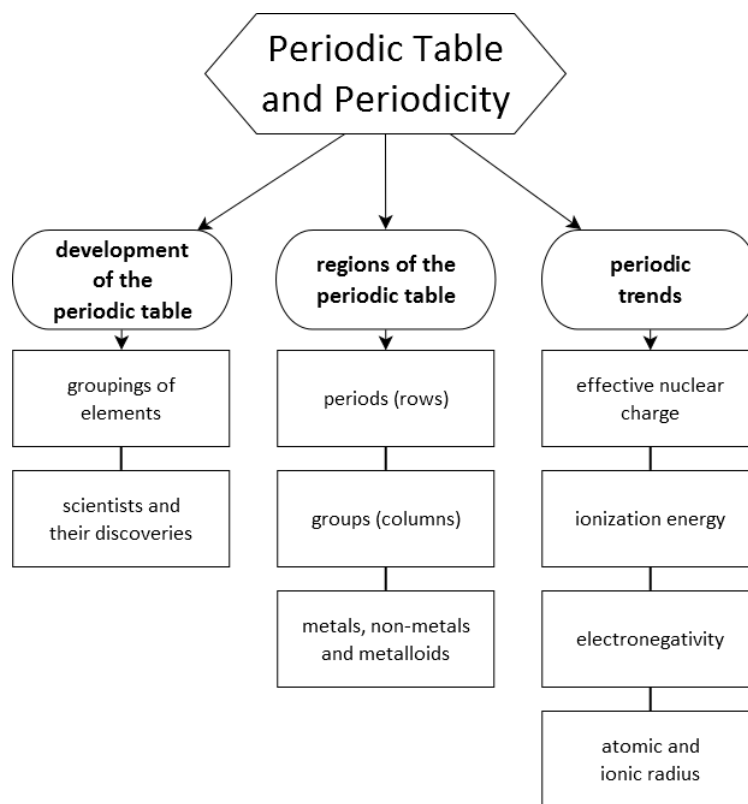 Periodic Table
and Periodicity
development
of the
periodic table
groupings of
elements
scientists and
their discoveries
regions of the
periodic table
periods (rows)
groups (columns)
metals, non-metals
and metalloids
periodic
trends
effective nuclear
charge
ionization energy
electronegativity
atomic and
ionic radius